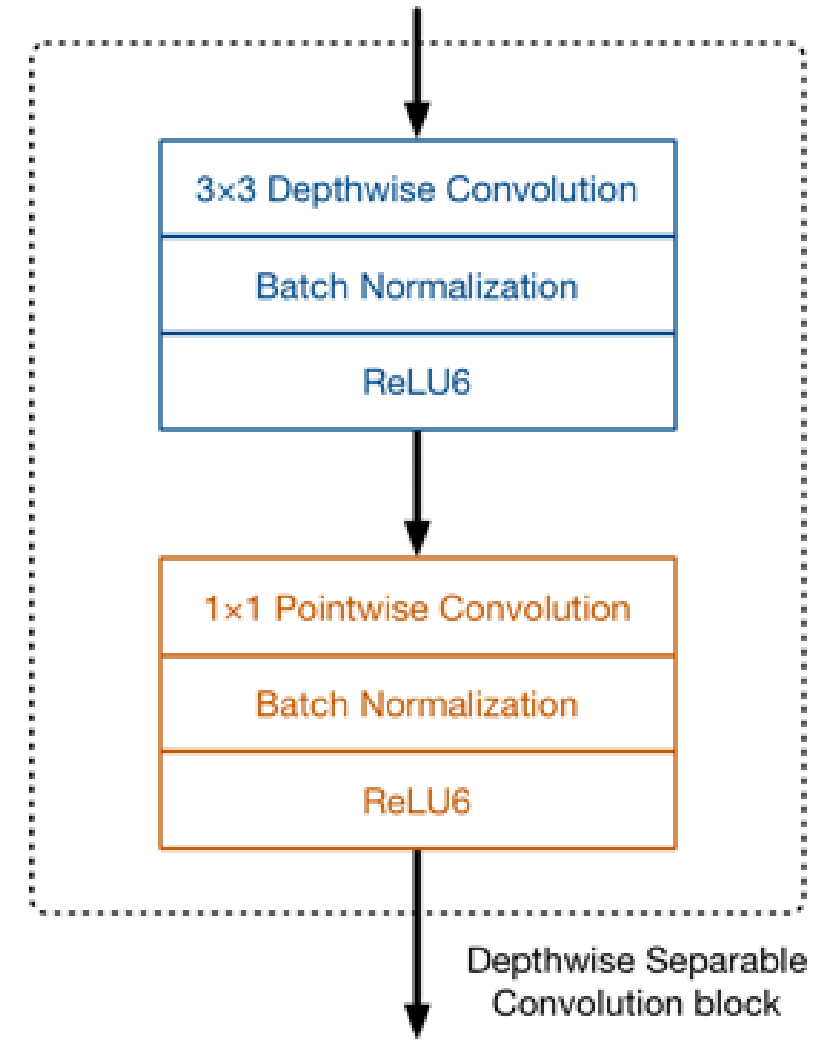 3×3 Depthwise Convolution
Batch Normalization
ReLU6
1×1 Pointwise Convolution
Batch Normalization
ReLU6
Depthwise Separable
Convolution block